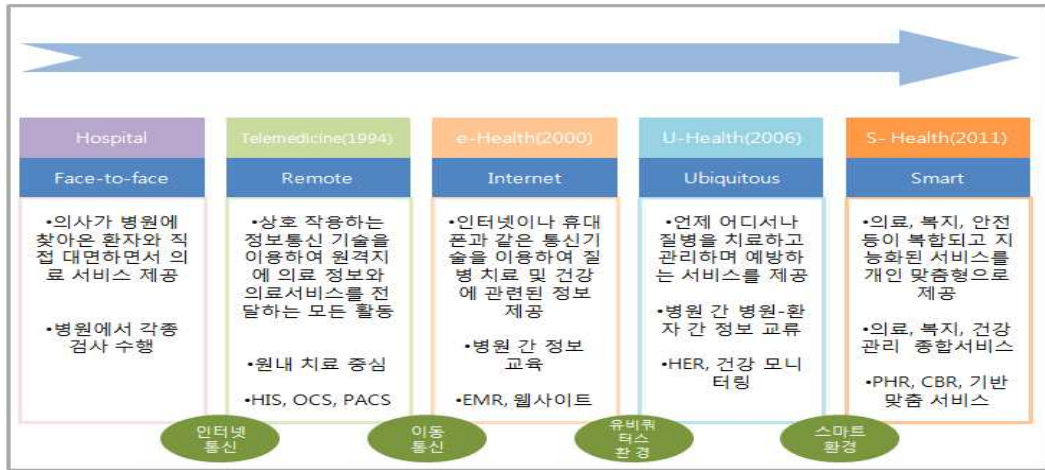 Hospital
Face-to-face
•의사가 병원에
찾아온 환자와 직
접 대면하면서 의
료 서비스 제공
•병원에서 각종
검사 수행
Telemedicine(1994)
Remote
•상호 작용하는
정보통신 기술을
이용하여 원격지
에 의료 정보와
의료서비스를 전
달하는 모든 활동
•원내 치료 중심
•HIS, OCS, PACS
e-Health(2000)
Internet
•인터넷이나 휴대
폰과 같은 통신기
술을 이용하여 질
병 치료 및 건강
에 관련된 정보
제공
•병원 간 정보
교육
•EMR, 웹사이트
U-Health(2006)
Ubiquitous
•언제 어디서나
질병을 치료하고
관리하며 예방하
는 서비스를 제공
•병원 간 병원-환
자 간 정보 교류
•HER, 건강 모니
터링
S- Health(2011)
Smart
•의료, 복지, 안전
등이 복합되고 지
능화된 서비스를
개인 맞춤형으로
제공
•의료, 복지, 건강
관리 종합서비스
•PHR, CBR, 기반
맞춤 서비스
인터넷
통신
이동
통신
유비쿼
터스
환 경
스마트
환경